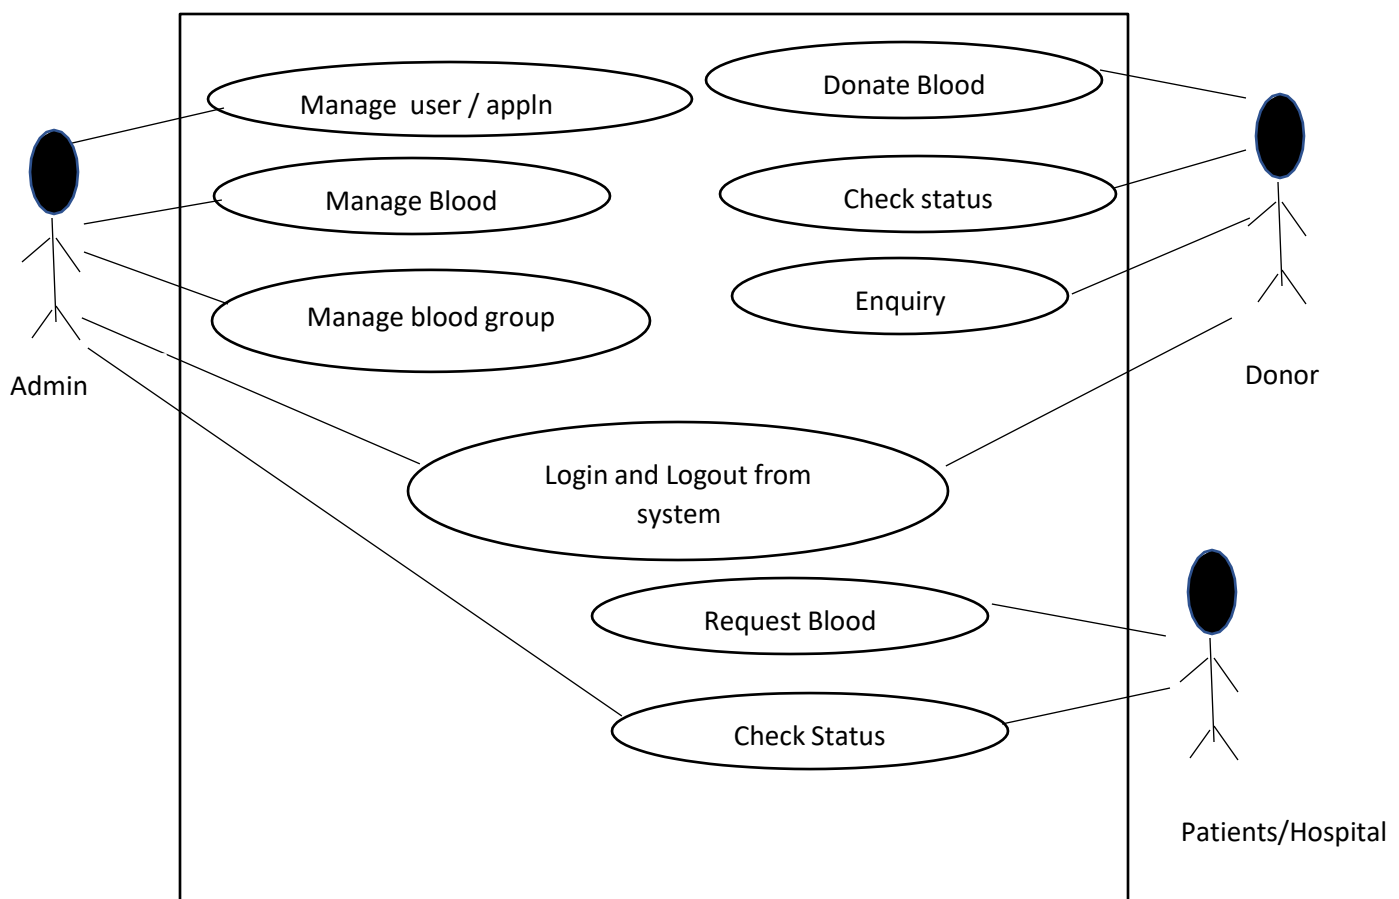 Manage user / appln
Donate Blood
Manage Blood
Check status
Enquiry
Manage blood group
Admin
Donor
Login and Logout from
system
Request Blood
Check Status
Patients/Hospital